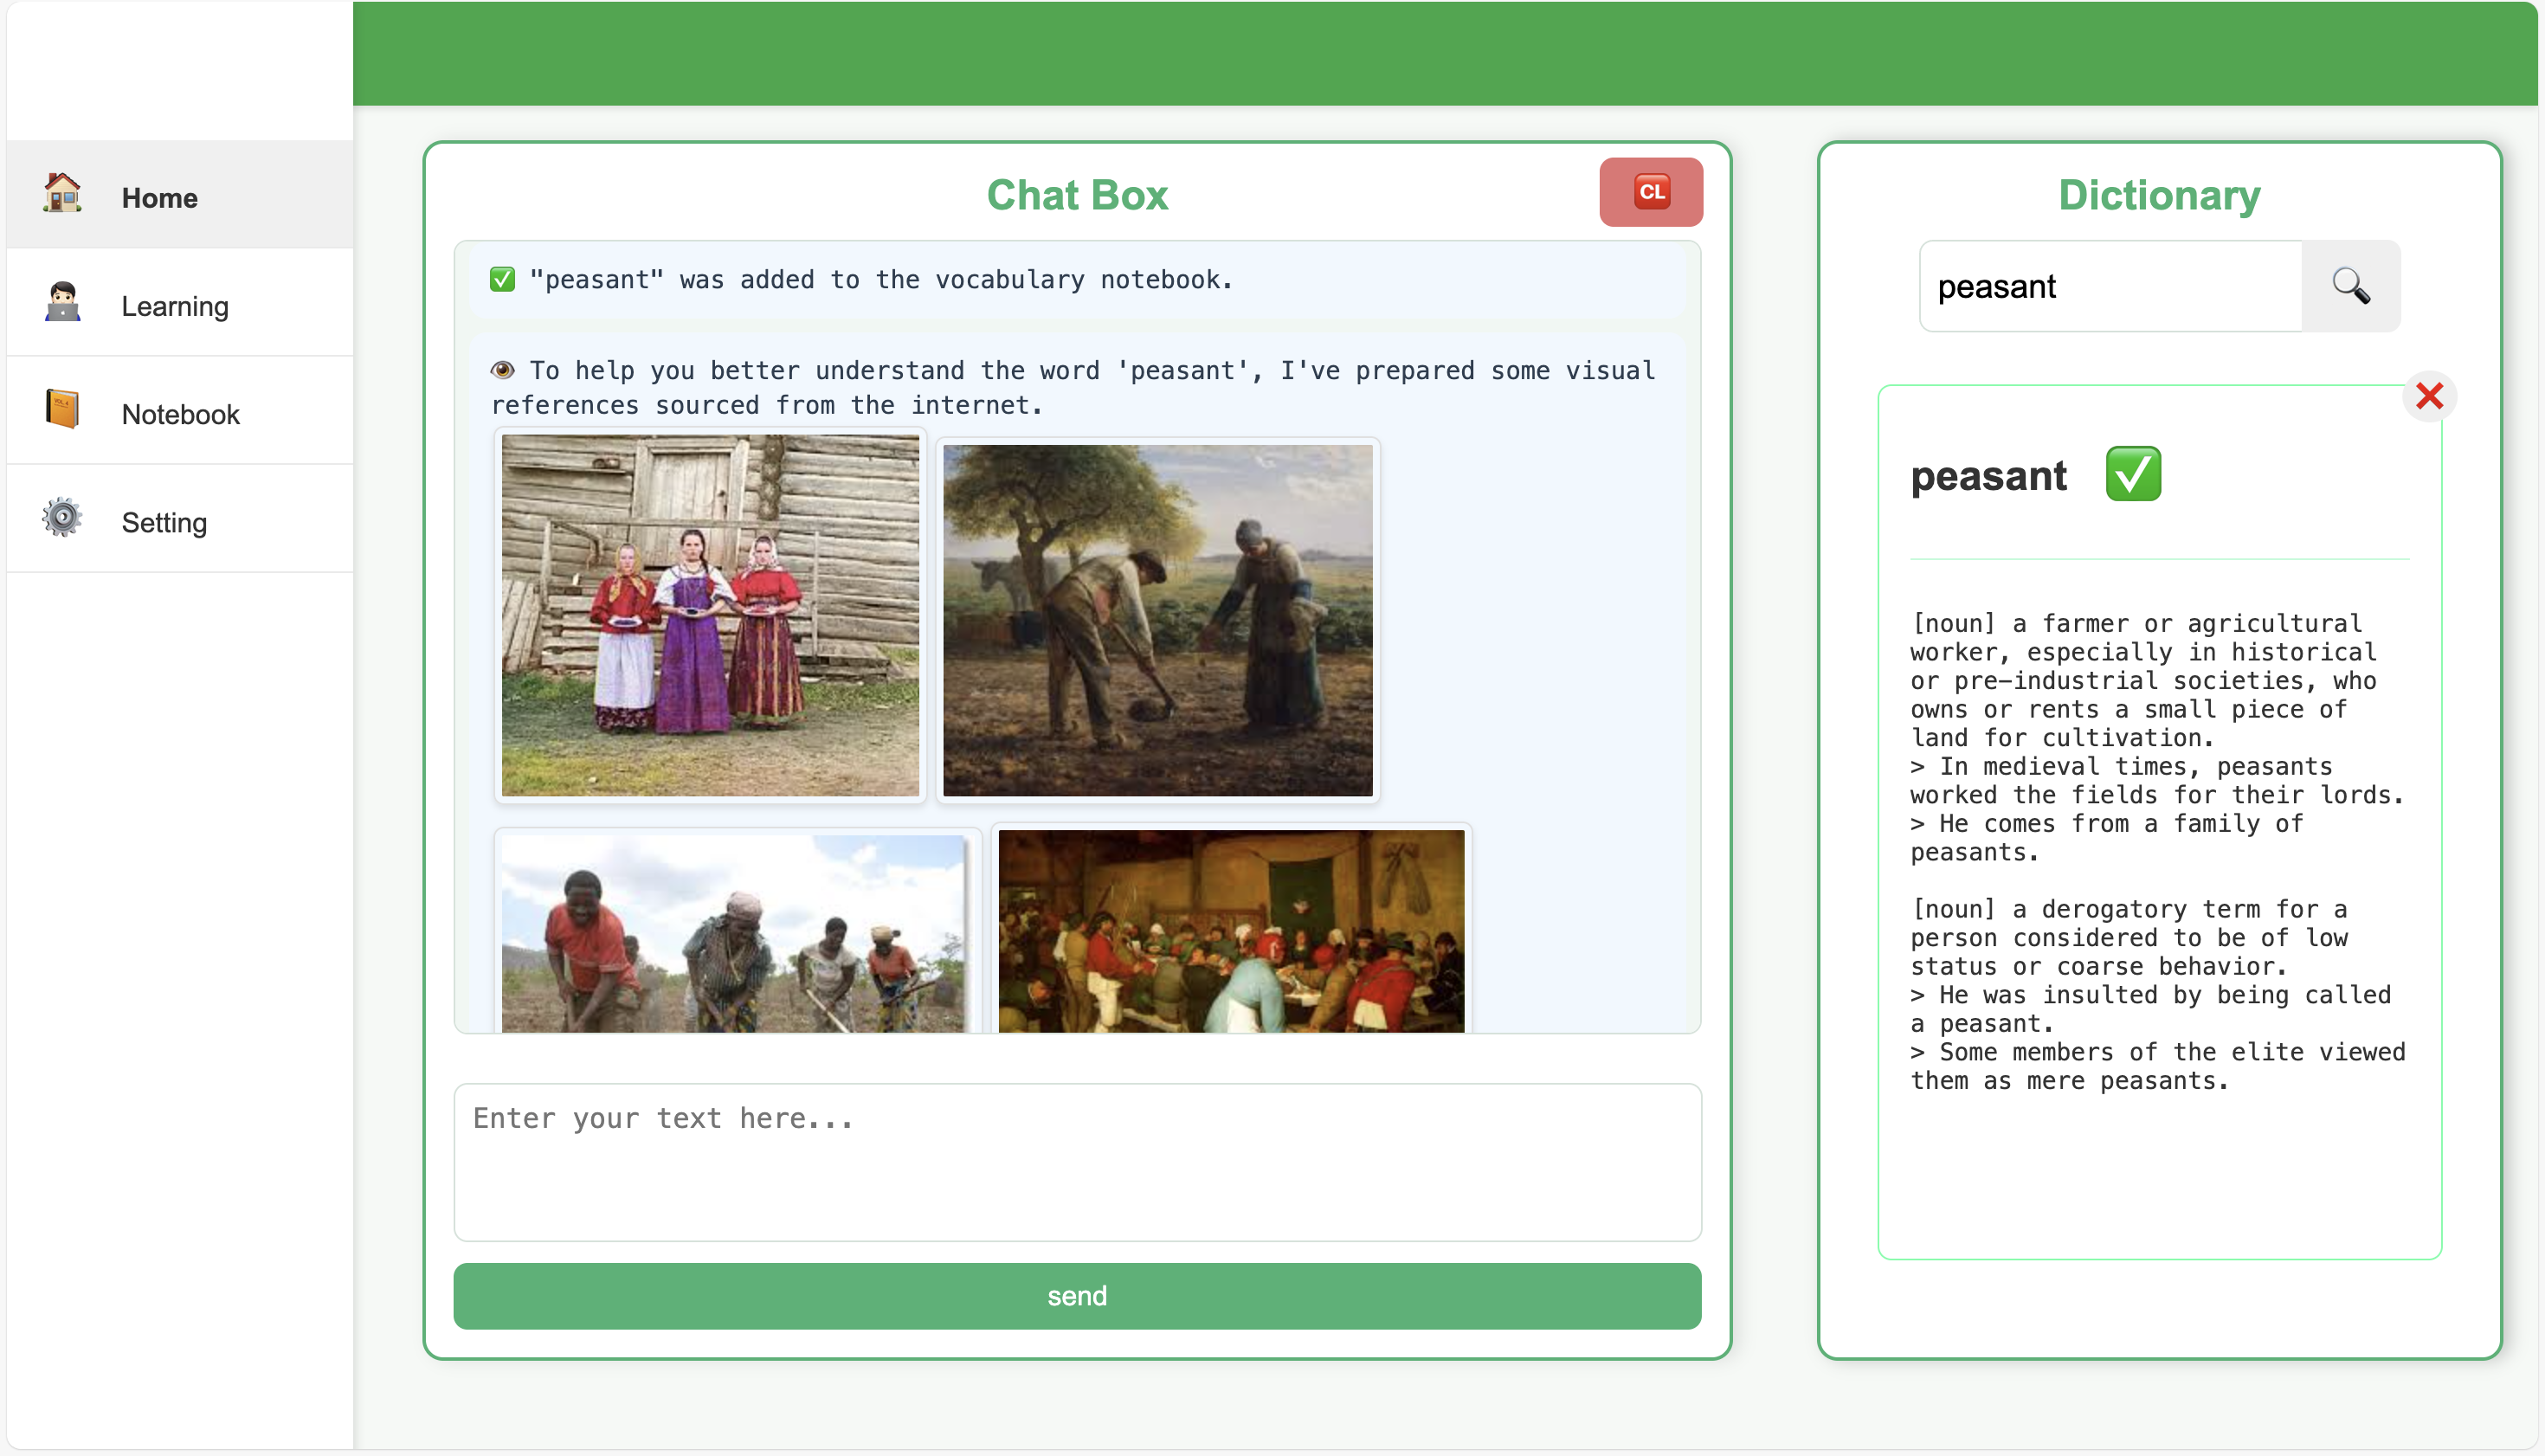 Home
Learning
Notebook
Setting
Chat Box
CL
"peasant" was added to the vocabulary notebook.
To help you better understand the word 'peasant', I've prepared some visual
references sourced from the internet.
Enter your text here...
send
Dictionary
peasant
peasant
[noun] a farmer or agricultural
worker, especially in historical
or pre-industrial societies, who
owns or rents a small piece of
land for cultivation.
> In medieval times, peasants
worked the fields for their lords.
> He comes from a family of
peasants.
[noun] a derogatory term for a
person considered to be of low
status or coarse behavior.
> He was insulted by being called
a peasant.
> Some members of the elite viewed
them as mere peasants.